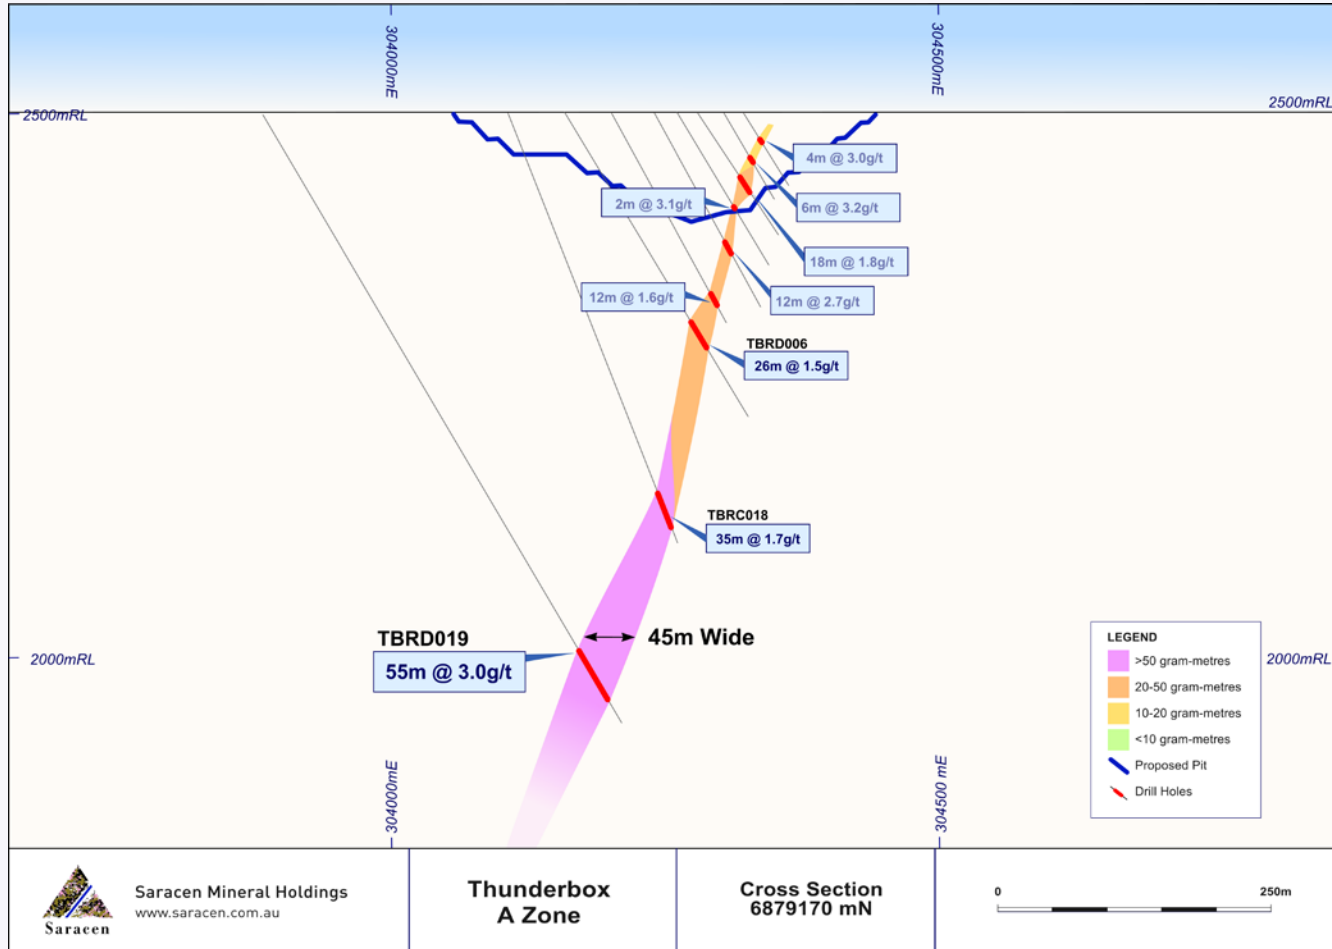 304000mE
304500mE
2500mRL
2500mRL
4m @ 3.0g/t
2m @ 3.1g/t
6m @ 3.2g/t
18m @ 1.8g/t
12m @ 1.6g/t
12m @ 2.7g/t
TBRD006
26m @ 1.5g/t
TBRC018
35m @ 1.7g/t
TBRD019
45m Wide
55m @ 3.0g/t
2000mRL
2000mRL
LEGEND
>50 gram-metres
20-50 gram-metres
10-20 gram-metres
<10 gram-metres
Proposed Pit
Drill Holes
304000mE
304500 mE
Saracen
Saracen Mineral Holdings
www.saracen.com.au
Thunderbox
A Zone
Cross Section
6879170 mN
0
250m